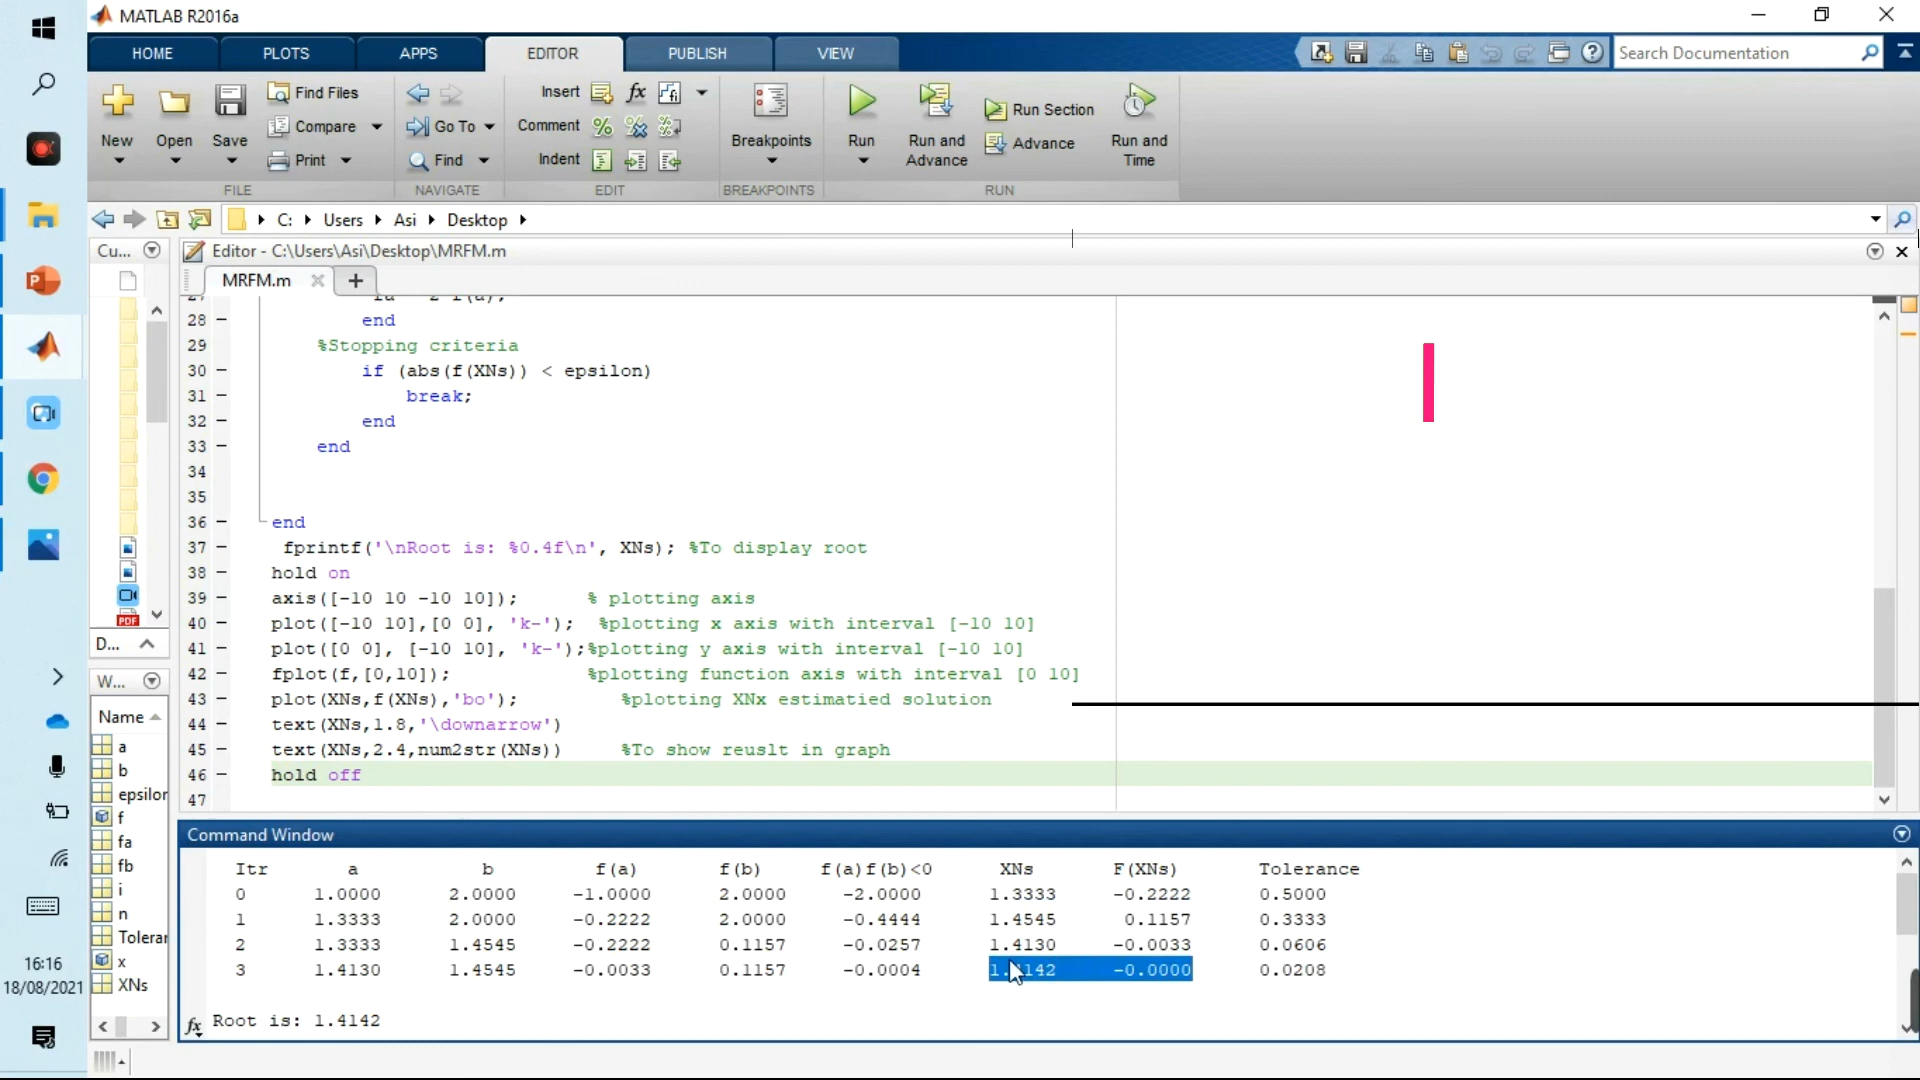 MATLAB R2016a
HOME PLOTS APPS EDITOR PUBLISH VIEW
Search Documentation
New Open Save Find Files Compare Print
Go To Find
Insert fx
Comment
Indent
Breakpoints
Run Run and Advance Run Section Advance Run and Time
FILE NAVIGATE EDIT BREAKPOINTS RUN
C: Users Asi Desktop
Cu... Editor - C:\Users\Asi\Desktop\MRFM.m
MRFM.m
28 end
29 %Stopping criteria
30 if (abs(f(XNs)) < epsilon)
31 break;
32 end
33 end
34
35
36 end
37 fprintf('\nRoot is: %0.4f\n', XNs); %To display root
38 hold on
39 axis([-10 10 -10 10]); % plotting axis
40 plot([-10 10],[0 0], 'k-'); %plotting x axis with interval [-10 10]
41 plot([0 0], [-10 10], 'k-');%plotting y axis with interval [-10 10]
42 fplot(f,[0,10]); %plotting function axis with interval [0 10]
43 plot(XNs,f(XNs),'bo'); %plotting XNx estimatied solution
44 text(XNs,1.8,'\downarrow')
45 text(XNs,2.4,num2str(XNs)) %To show reuslt in graph
46 hold off
47
PDF
D...
W...
Name
a
b
epsilon
f
fa
fb
i
n
Tolerar
x
XNs
Command Window
Itr a b f(a) f(b) f(a)f(b)<0 XNs F(XNs) Tolerance
0 1.0000 2.0000 -1.0000 2.0000 -2.0000 1.3333 -0.2222 0.5000
1 1.3333 2.0000 -0.2222 2.0000 -0.4444 1.4545 0.1157 0.3333
2 1.3333 1.4545 -0.2222 0.1157 -0.0257 1.4130 -0.0033 0.0606
3 1.4130 1.4545 -0.0033 0.1157 -0.0004 1.4142 -0.0000 0.0208
fx Root is: 1.4142
16:16
18/08/2021